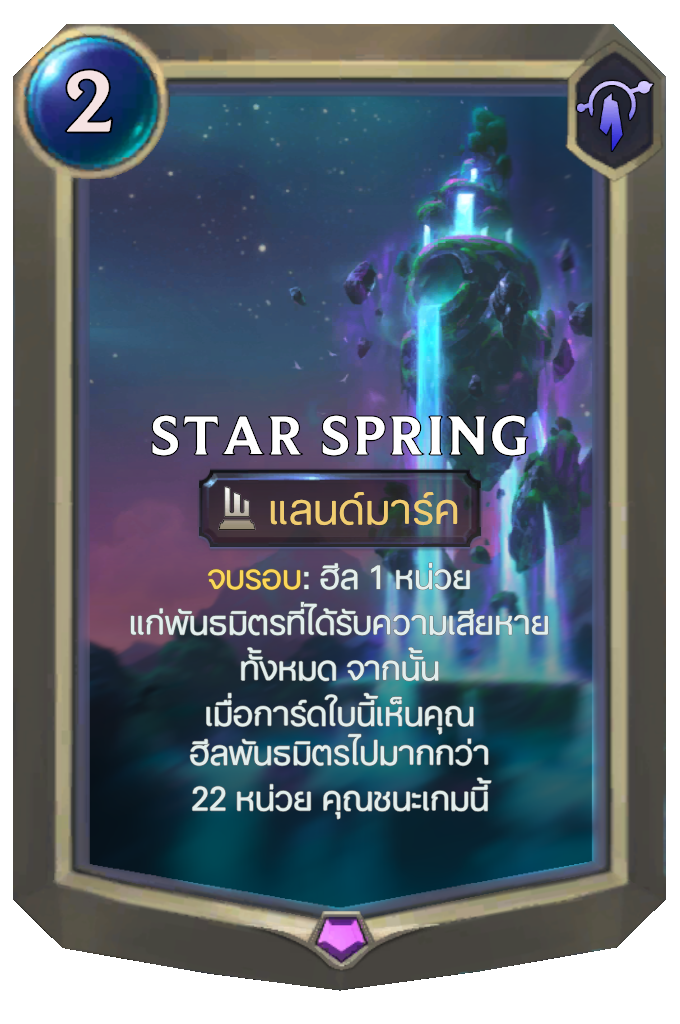 2
STAR SPRING
แลนด์มาร์ค
จบรอบ: ฮีล 1 หน่วย
แก่พันธมิตรที่ได้รับความเสียหาย
ทั้งหมด จากนั้น
เมื่อการ์ดใบนี้เห็นคุณ
ฮีลพันธมิตรไปมากกว่า
22 หน่วย คุณชนะเกมนี้